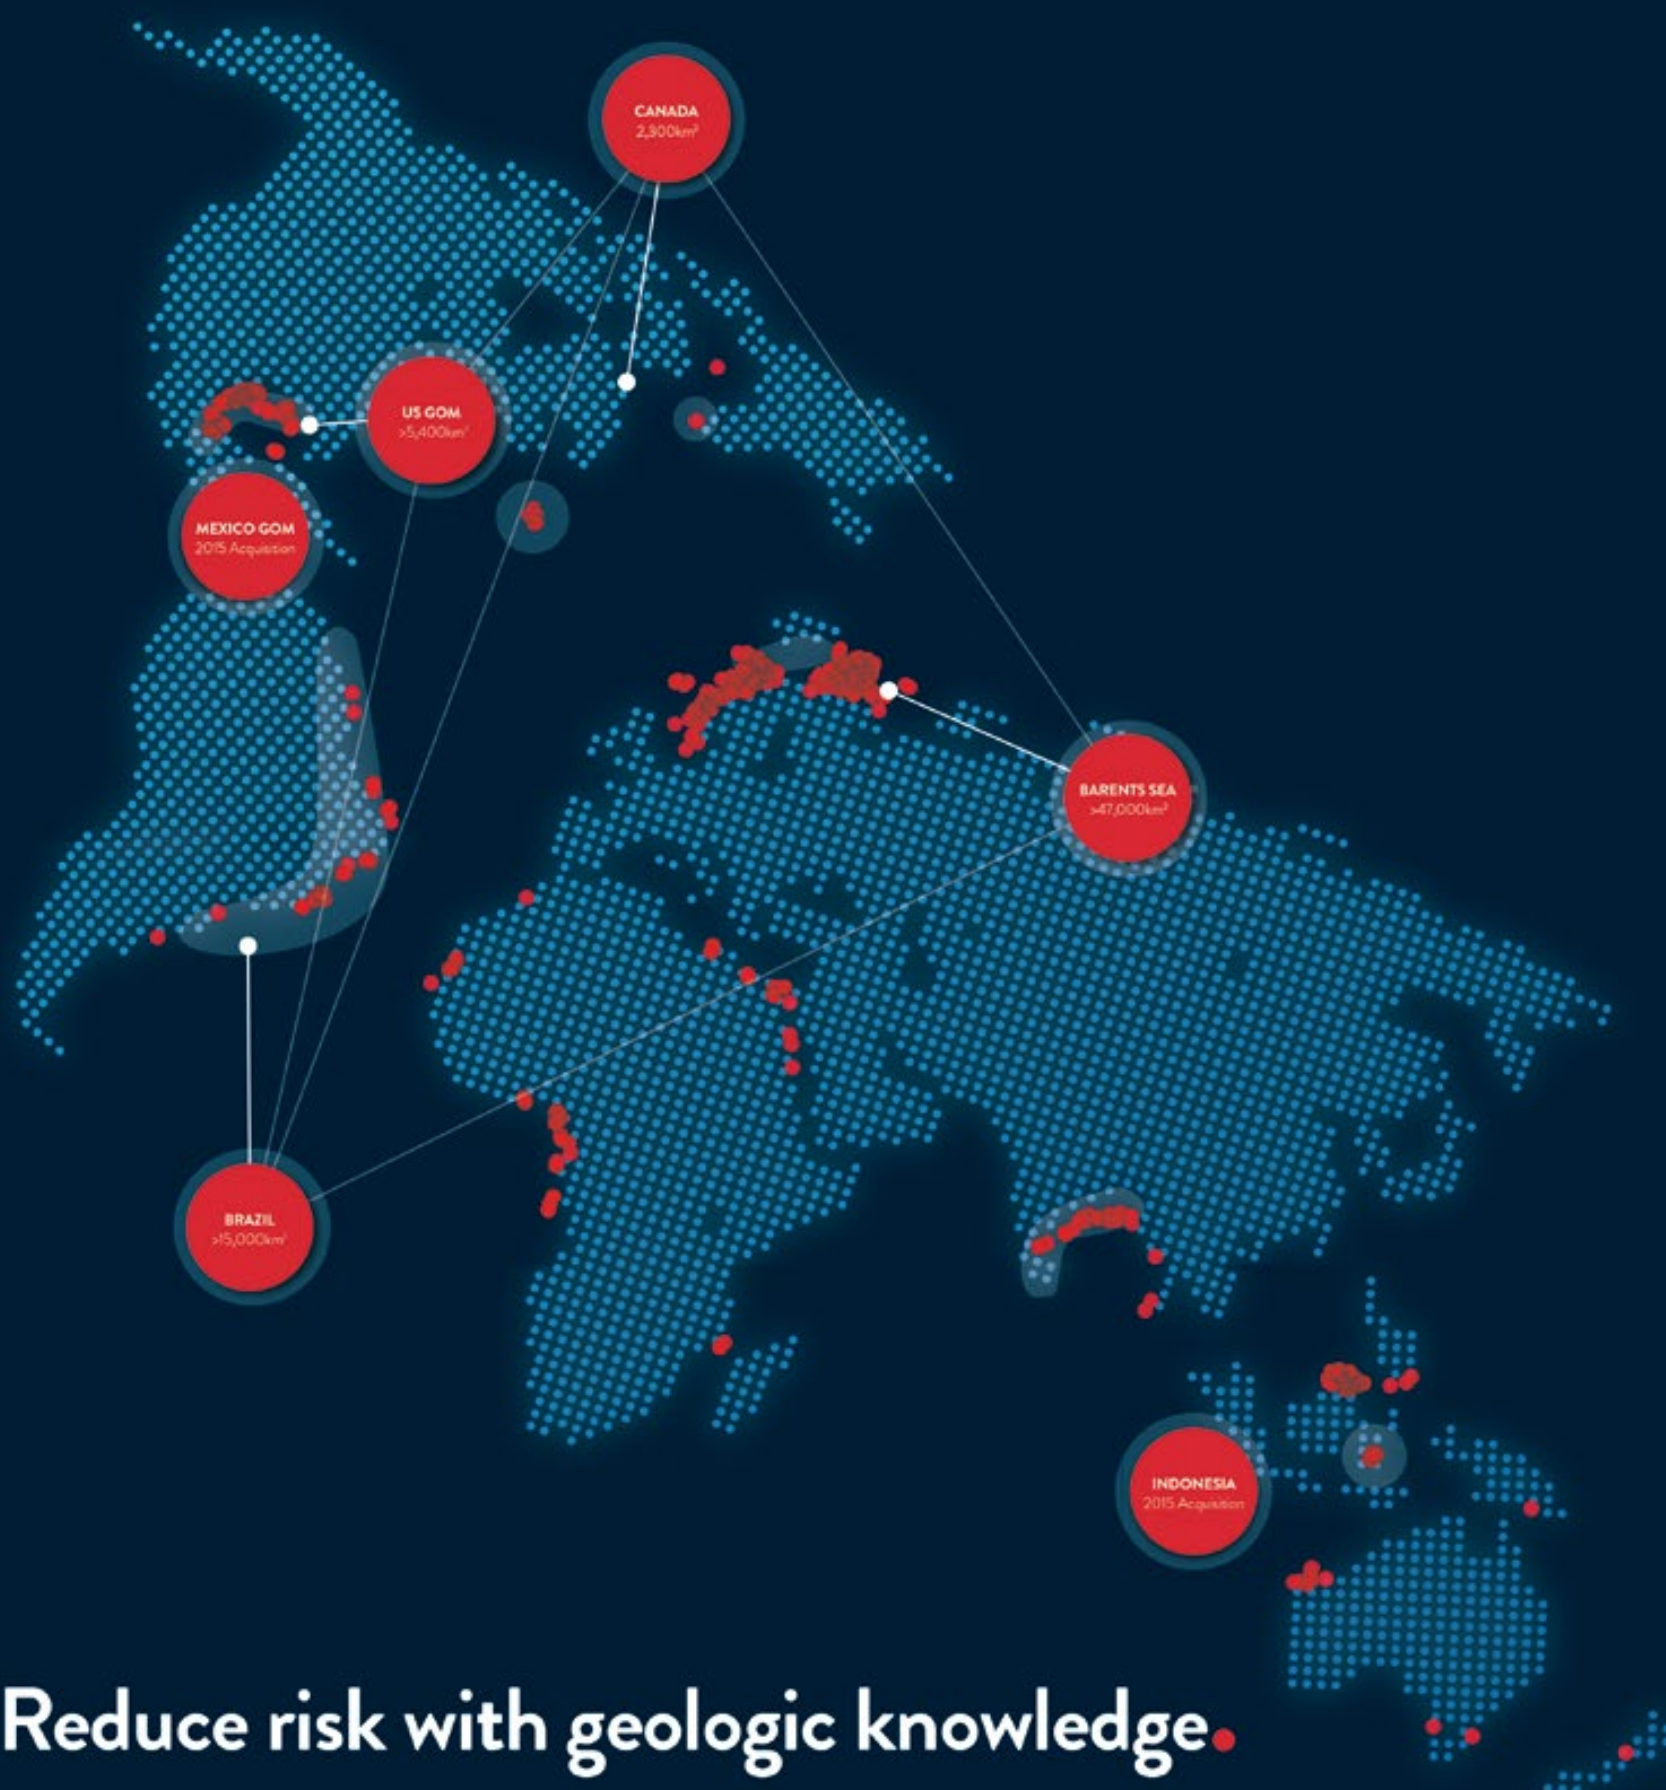 CANADA
2,300km²
US GOM
>5,400km²
MEXICO GOM
2015 Acquisition
BARENTS SEA
>47,000km²
BRAZIL
>15,000km²
INDONESIA
2015 Acquisition
Reduce risk with geologic knowledge.